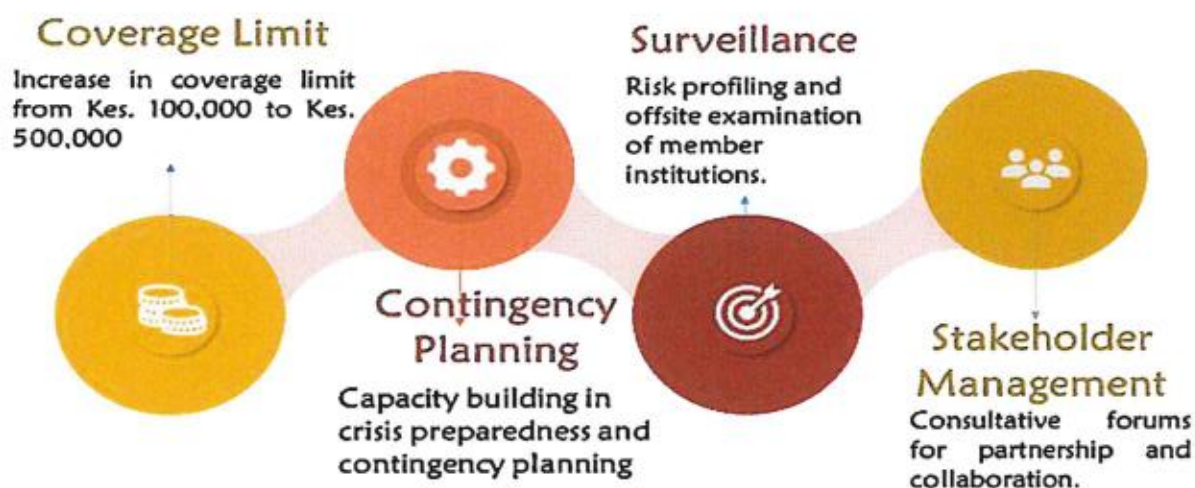 Coverage Limit
Increase in coverage limit
from Kes. 100,000 to Kes.
500,000
Contingency
Planning
Capacity building in
crisis preparedness and
contingency planning
Surveillance
Risk profiling and
offsite examination
of member
institutions.
Stakeholder
Management
Consultative forums
for partnership and
collaboration.